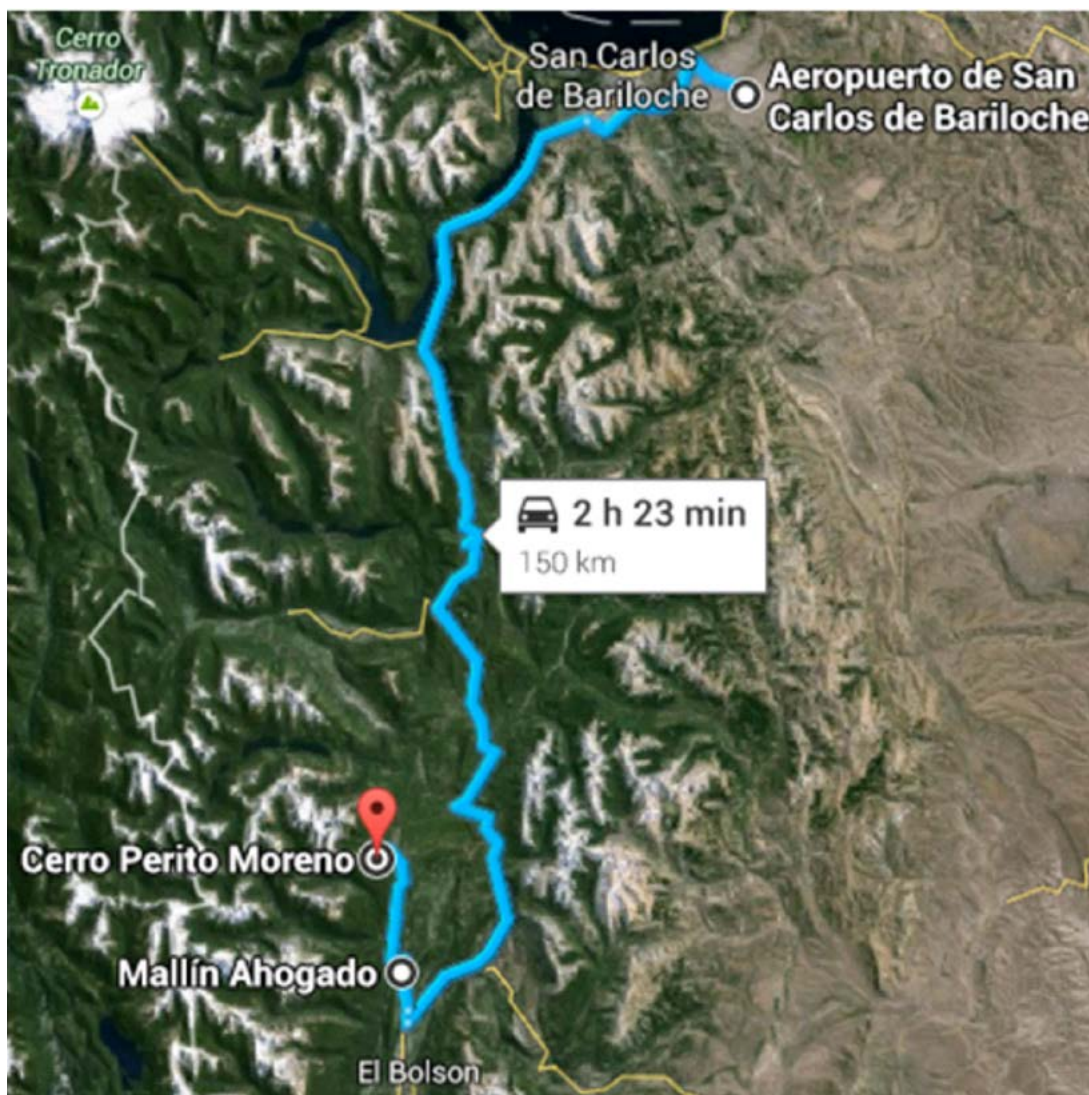 Cerro
Tronador
San Carlos
de Bariloche
Aeropuerto de San
Carlos de Bariloche
2 h 23 min
150 km
Cerro Perito Moreno
Mallín Ahogado
El Bolson